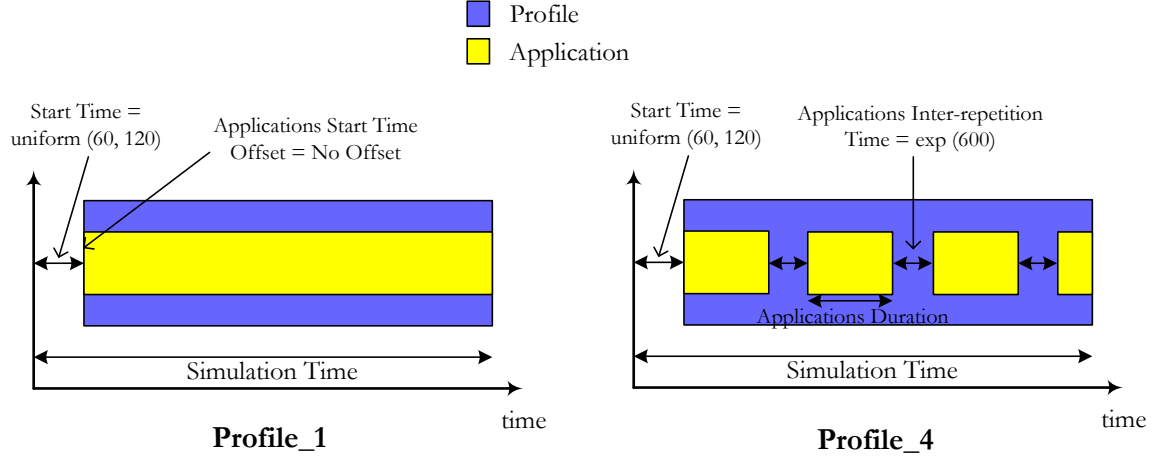 Profile
Application
Start Time =
uniform (60, 120)
Applications Start Time
Offset = No Offset
Simulation Time
time
Profile_1
Start Time =
uniform (60, 120)
Applications Inter-repetition
Time = exp (600)
Applications Duration
Simulation Time
time
Profile_4